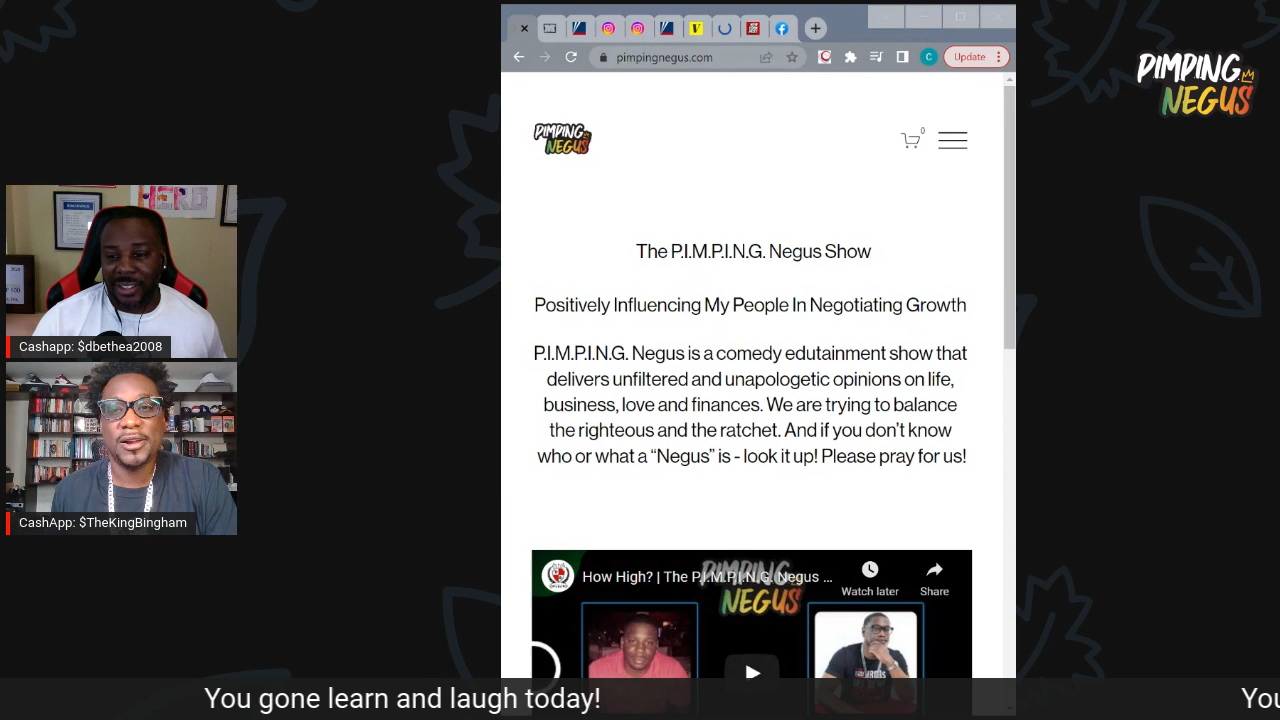 pimpingnegus.com
Update
PIMPING
NEGUS
PIMPING
NEGUS
0
The P.I.M.P.I.N.G. Negus Show
Positively Influencing My People In Negotiating Growth
P.I.M.P.I.N.G. Negus is a comedy edutainment show that
delivers unfiltered and unapologetic opinions on life,
business, love and finances. We are trying to balance
the righteous and the ratchet. And if you don't know
who or what a “Negus” is - look it up! Please pray for us!
Cashapp: $dbethea2008
CashApp: $TheKingBingham
How High? | The P.I.M.P.I.N.G. Negus ...
Watch later
Share
PIMPING
NEGUS
You gone learn and laugh today!
You